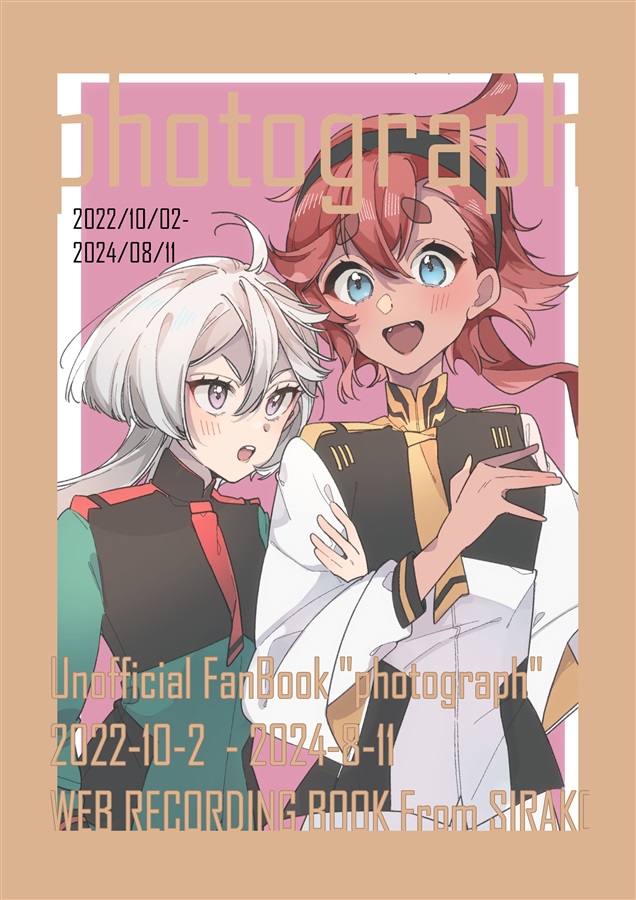 photograph
2022/10/02-
2024/08/11
Unofficial FanBook "photograph"
2022-10-2 - 2024-8-11
WEB RECORDING BOOK From SIRAKO